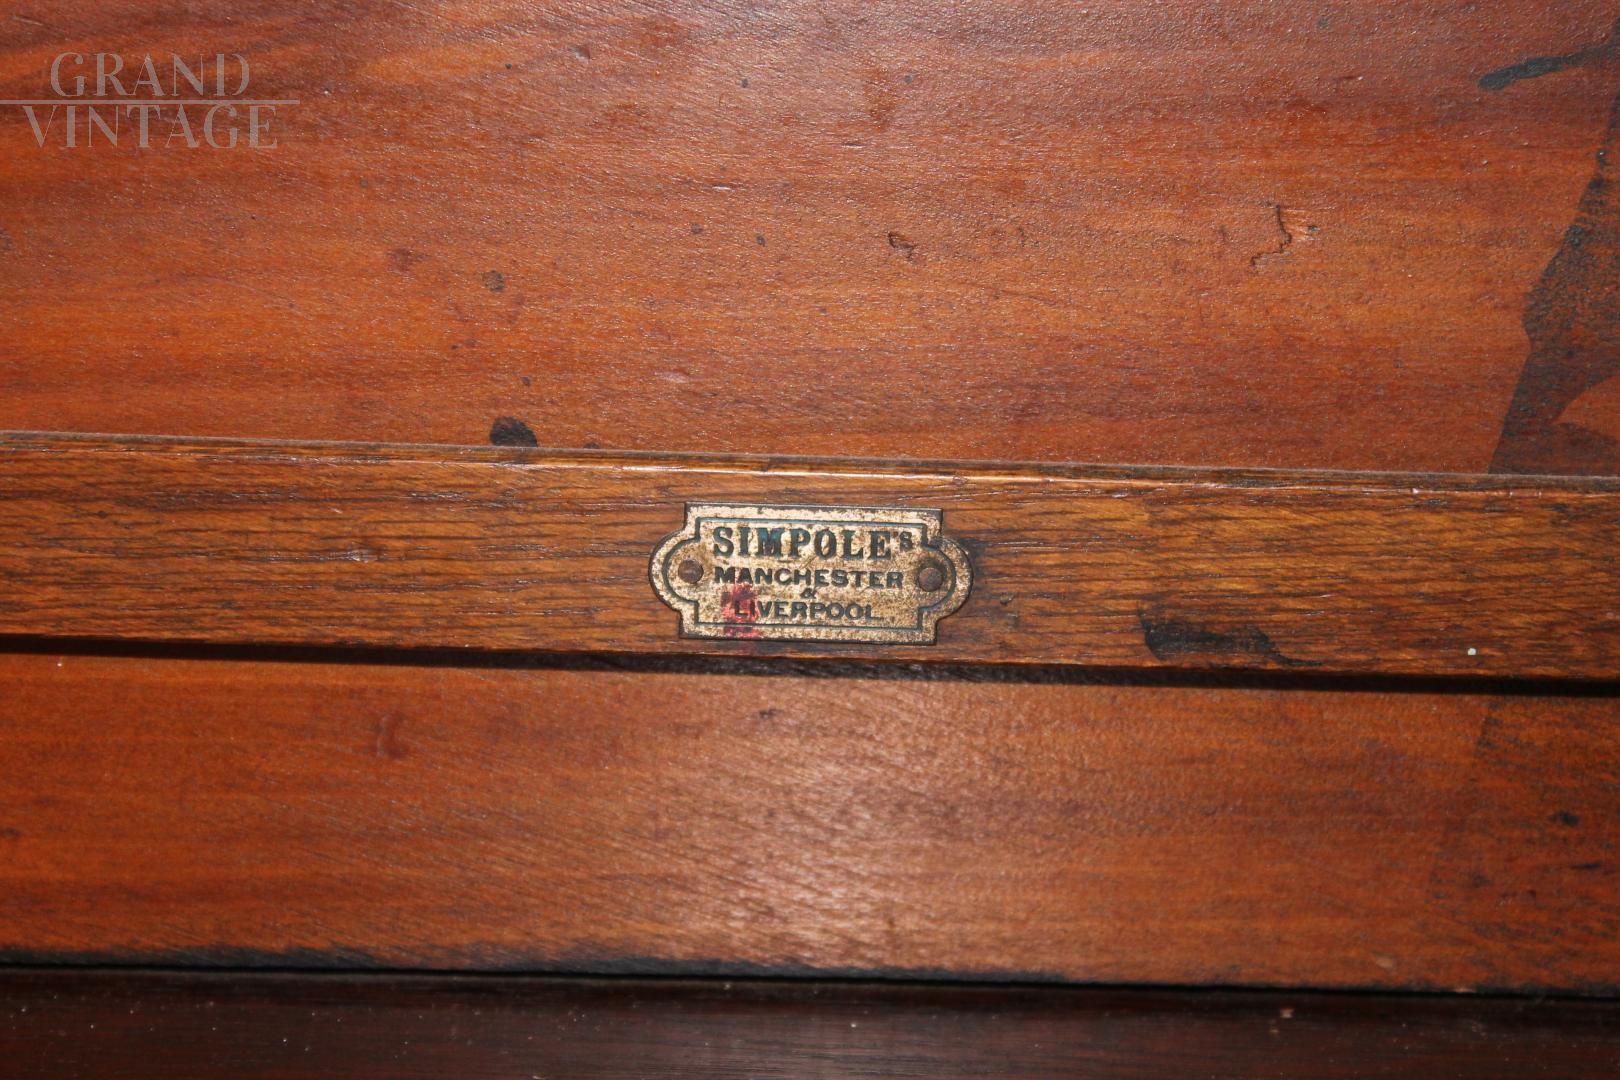 GRAND
VINTAGE
SIMPOLE'S
MANCHESTER
&
LIVERPOOL